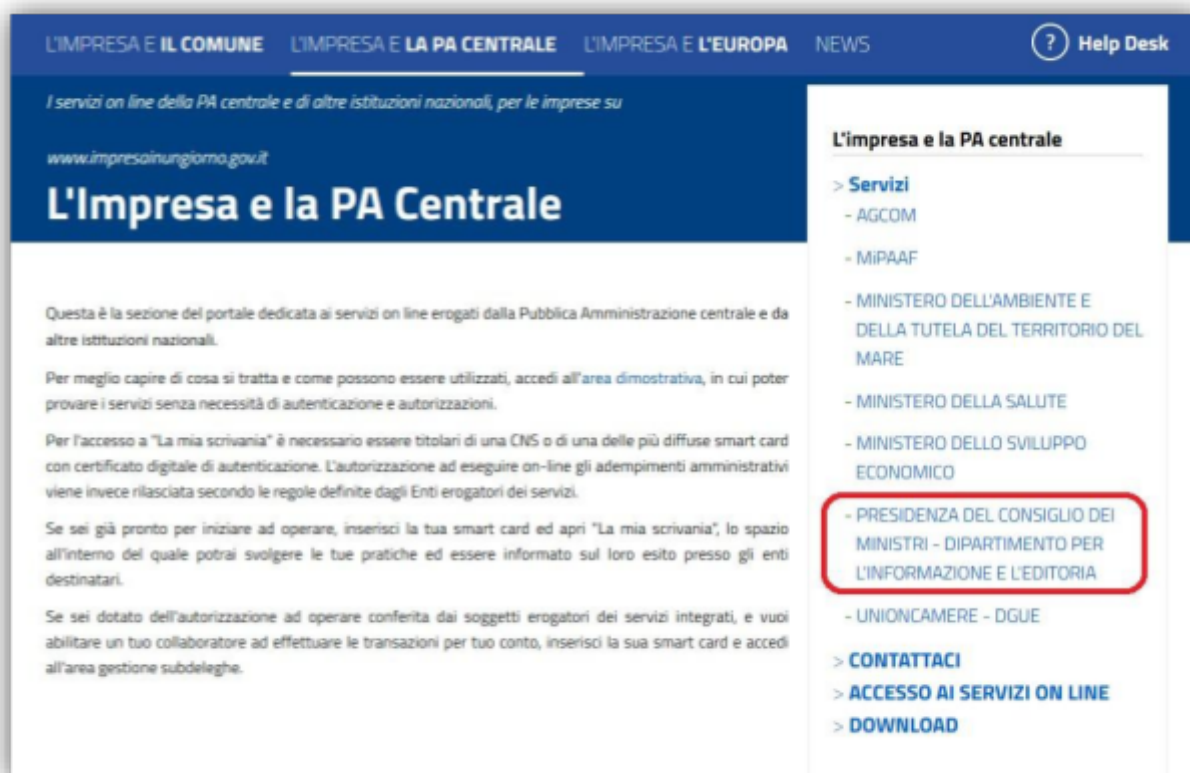 L'IMPRESA E IL COMUNE L'IMPRESA E LA PA CENTRALE L'IMPRESA E L'EUROPA NEWS ? Help Desk
I servizi on line della PA centrale e di altre istituzioni nazionali, per le imprese su
www.impresainungiorno.gov.it
L'Impresa e la PA Centrale
Questa è la sezione del portale dedicata ai servizi on line erogati dalla Pubblica Amministrazione centrale e da
altre istituzioni nazionali.
Per meglio capire di cosa si tratta e come possono essere utilizzati, accedi all'area dimostrativa, in cui poter
provare i servizi senza necessità di autenticazione e autorizzazioni.
Per l'accesso a "La mia scrivania" è necessario essere titolari di una CNS o di una delle più diffuse smart card
con certificato digitale di autenticazione. L'autorizzazione ad eseguire on-line gli adempimenti amministrativi
viene invece rilasciata secondo le regole definite dagli Enti erogatori dei servizi.
Se sei già pronto per iniziare ad operare, inserisci la tua smart card ed apri "La mia scrivania", lo spazio
all'interno del quale potrai svolgere le tue pratiche ed essere informato sul loro esito presso gli enti
destinatari.
Se sei dotato dell'autorizzazione ad operare conferita dai soggetti erogatori dei servizi integrati, e vuoi
abilitare un tuo collaboratore ad effettuare le transazioni per tuo conto, inserisci la sua smart card e accedi
all'area gestione subdeleghe.
L'impresa e la PA centrale
> Servizi
- AGCOM
- MiPAAF
- MINISTERO DELL'AMBIENTE E
DELLA TUTELA DEL TERRITORIO DEL
MARE
- MINISTERO DELLA SALUTE
- MINISTERO DELLO SVILUPPO
ECONOMICO
- PRESIDENZA DEL CONSIGLIO DEI
MINISTRI - DIPARTIMENTO PER
L'INFORMAZIONE E L'EDITORIA
- UNIONCAMERE - DGUE
> CONTATTACI
> ACCESSO AI SERVIZI ON LINE
> DOWNLOAD